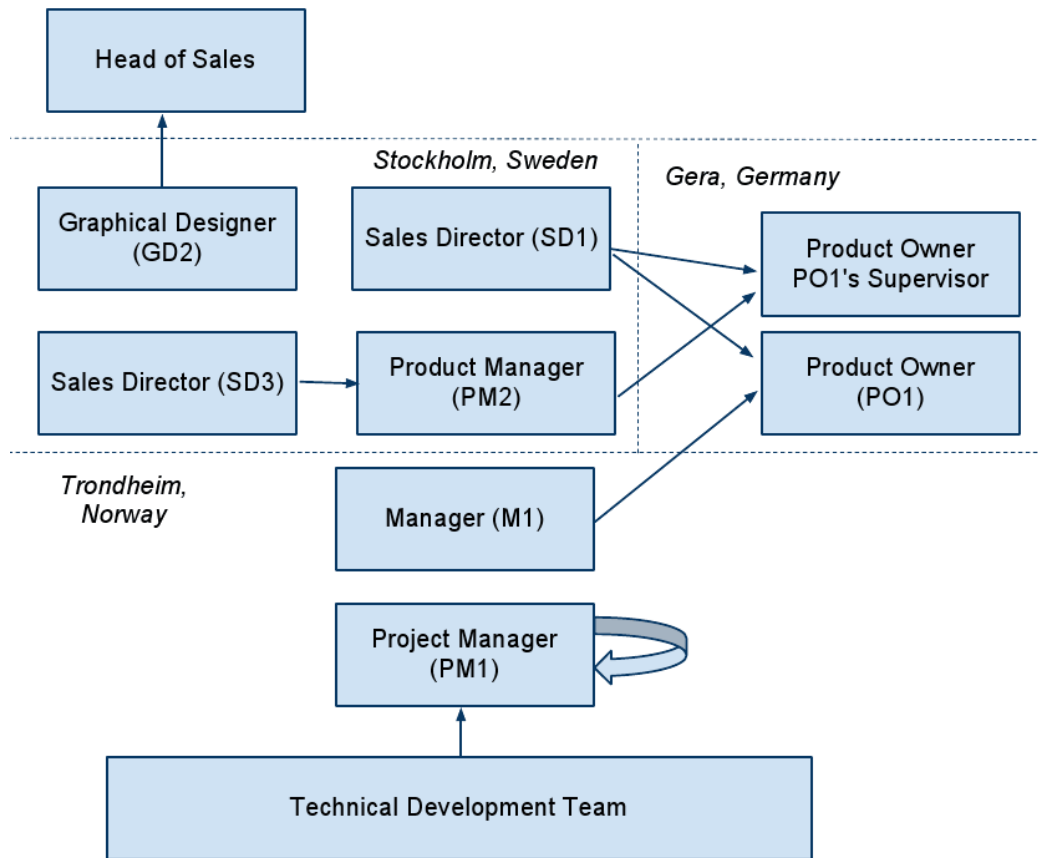 Head of Sales
Stockholm, Sweden
Gera, Germany
Graphical Designer
(GD2)
Sales Director (SD1)
Product Owner
PO1's Supervisor
Sales Director (SD3)
Product Manager
(PM2)
Product Owner
(PO1)
Trondheim,
Norway
Manager (M1)
Project Manager
(PM1)
Technical Development Team